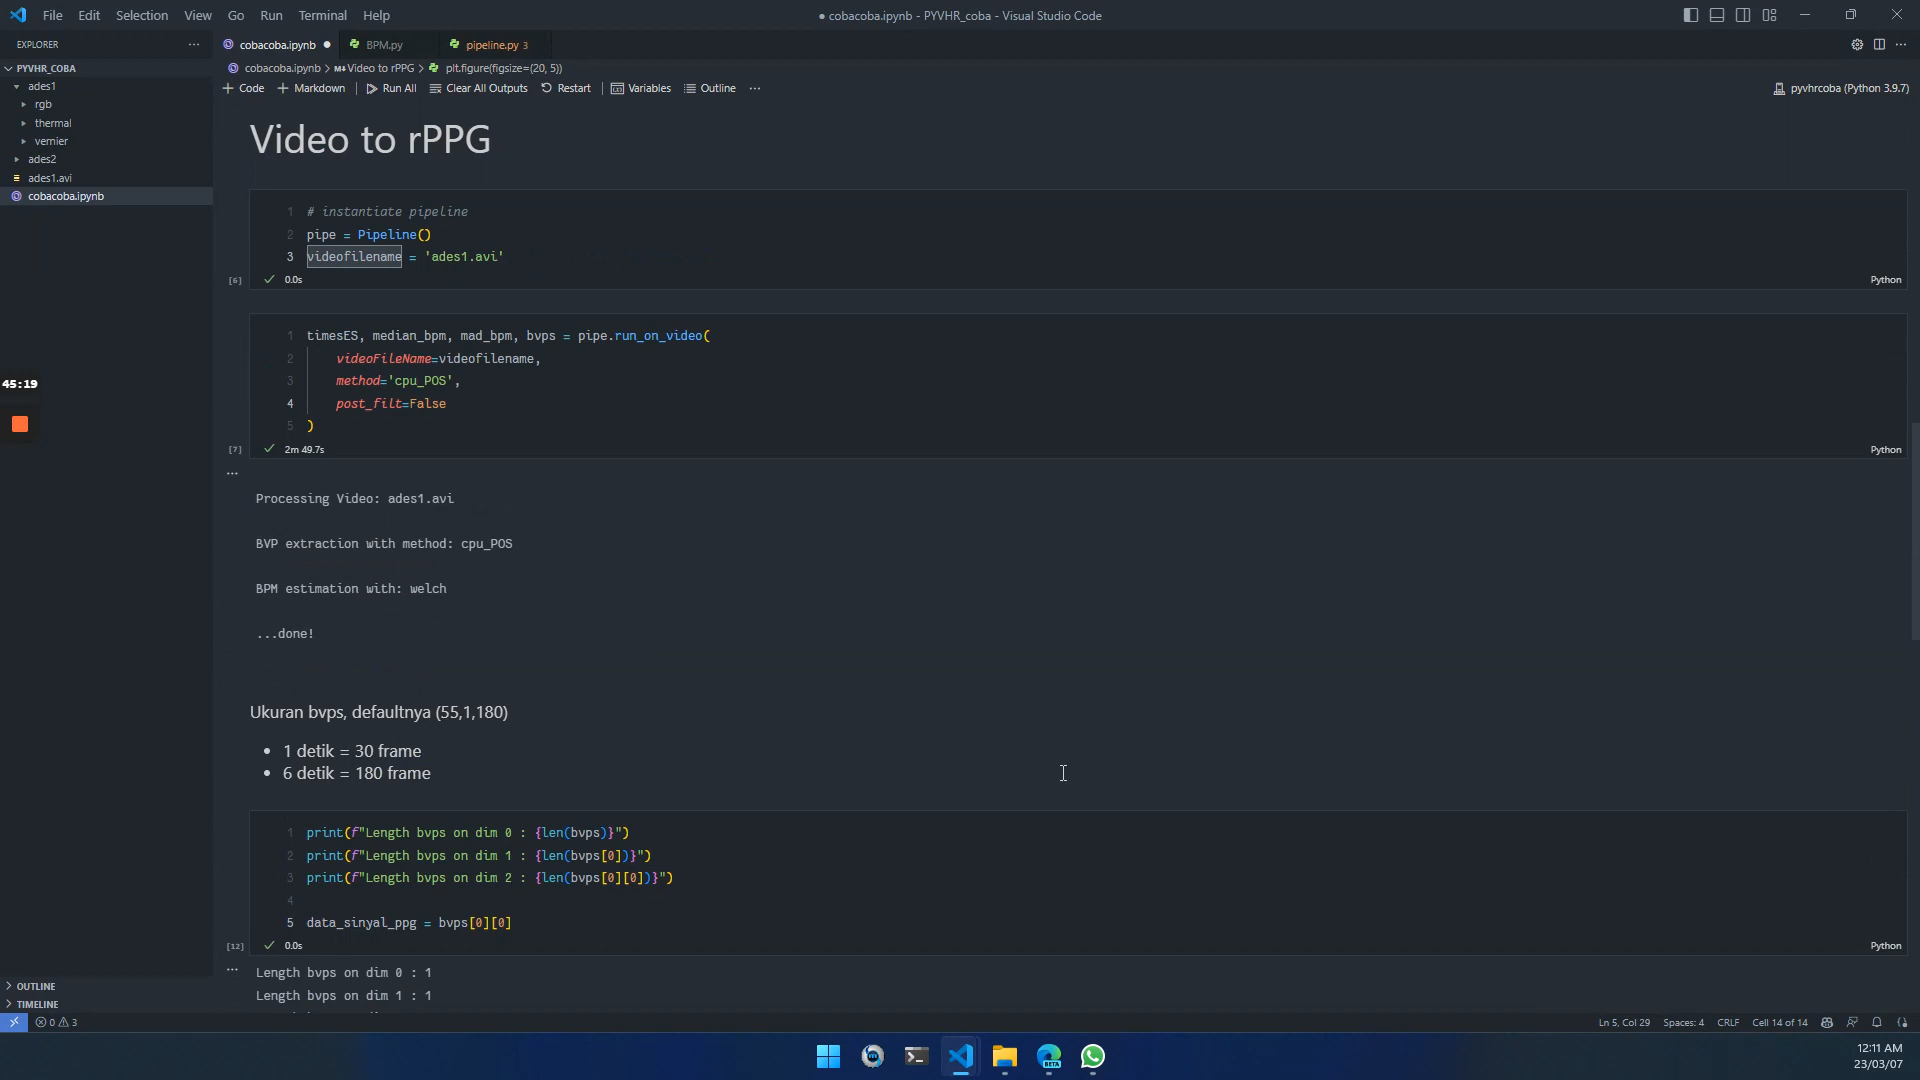 File Edit Selection View Go Run Terminal Help
● cobacoba.ipynb - PYVHR_coba - Visual Studio Code
EXPLORER
cobacoba.ipynb
BPM.py
pipeline.py 3
PYVHR_COBA
cobacoba.ipynb > M↓Video to rPPG > plt.figure(figsize=(20, 5))
ades1
+ Code + Markdown Run All Clear All Outputs Restart Variables Outline ...
pyvhrcoba (Python 3.9.7)
rgb
thermal
vernier
ades2
ades1.avi
cobacoba.ipynb
Video to rPPG
1 # instantiate pipeline
2 pipe = Pipeline()
3 videofilename = 'ades1.avi'
[6] 0.0s Python
1 timesES, median_bpm, mad_bpm, bvps = pipe.run_on_video(
2 videoFileName=videofilename,
3 method='cpu_POS',
4 post_filt=False
5 )
[7] 2m 49.7s Python
45:19
...
Processing Video: ades1.avi
BVP extraction with method: cpu_POS
BPM estimation with: welch
...done!
Ukuran bvps, defaultnya (55,1,180)
• 1 detik = 30 frame
• 6 detik = 180 frame
1 print(f"Length bvps on dim 0 : {len(bvps)}")
2 print(f"Length bvps on dim 1 : {len(bvps[0])}")
3 print(f"Length bvps on dim 2 : {len(bvps[0][0])}")
4
5 data_sinyal_ppg = bvps[0][0]
[12] 0.0s Python
...
Length bvps on dim 0 : 1
Length bvps on dim 1 : 1
OUTLINE
TIMELINE
0 3
Ln 5, Col 29 Spaces: 4 CRLF Cell 14 of 14
BETA
12:11 AM
23/03/07